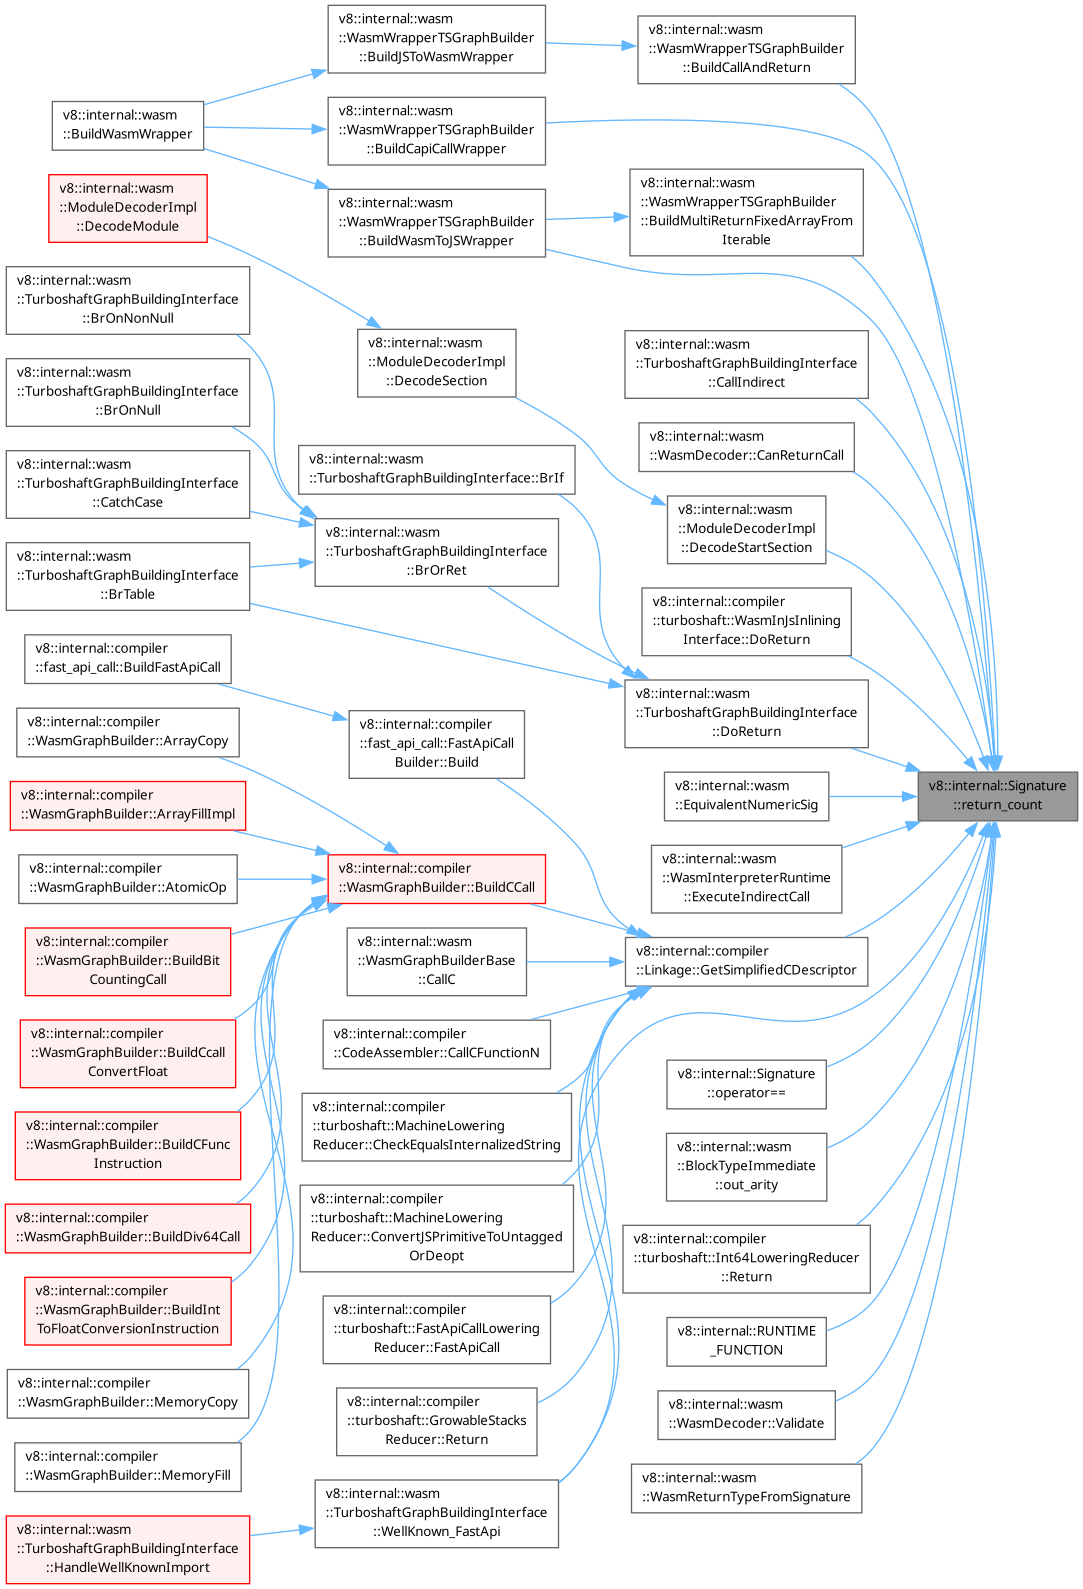 v8::internal::wasm
::WasmWrapperTSGraphBuilder
::BuildJSToWasmWrapper
v8::internal::wasm
::WasmWrapperTSGraphBuilder
::BuildCallAndReturn
v8::internal::wasm
::BuildWasmWrapper
v8::internal::wasm
::WasmWrapperTSGraphBuilder
::BuildCapiCallWrapper
v8::internal::wasm
::ModuleDecoderImpl
::DecodeModule
v8::internal::wasm
::WasmWrapperTSGraphBuilder
::BuildWasmToJSWrapper
v8::internal::wasm
::WasmWrapperTSGraphBuilder
::BuildMultiReturnFixedArrayFrom
Iterable
v8::internal::wasm
::TurboshaftGraphBuildingInterface
::BrOnNonNull
v8::internal::wasm
::ModuleDecoderImpl
::DecodeSection
v8::internal::wasm
::TurboshaftGraphBuildingInterface
::CallIndirect
v8::internal::wasm
::TurboshaftGraphBuildingInterface
::BrOnNull
v8::internal::wasm
::WasmDecoder::CanReturnCall
v8::internal::wasm
::TurboshaftGraphBuildingInterface
::CatchCase
v8::internal::wasm
::TurboshaftGraphBuildingInterface::BrIf
v8::internal::wasm
::ModuleDecoderImpl
::DecodeStartSection
v8::internal::wasm
::TurboshaftGraphBuildingInterface
::BrTable
v8::internal::wasm
::TurboshaftGraphBuildingInterface
::BrOrRet
v8::internal::compiler
::turboshaft::WasmInJsInlining
Interface::DoReturn
v8::internal::compiler
::fast_api_call::BuildFastApiCall
v8::internal::wasm
::TurboshaftGraphBuildingInterface
::DoReturn
v8::internal::compiler
::WasmGraphBuilder::ArrayCopy
v8::internal::compiler
::fast_api_call::FastApiCall
Builder::Build
v8::internal::wasm
::EquivalentNumericSig
v8::internal::Signature
::return_count
v8::internal::compiler
::WasmGraphBuilder::ArrayFillImpl
v8::internal::compiler
::WasmGraphBuilder::AtomicOp
v8::internal::compiler
::WasmGraphBuilder::BuildCCall
v8::internal::wasm
::WasmInterpreterRuntime
::ExecuteIndirectCall
v8::internal::compiler
::WasmGraphBuilder::BuildBit
CountingCall
v8::internal::wasm
::WasmGraphBuilderBase
::CallC
v8::internal::compiler
::Linkage::GetSimplifiedCDescriptor
v8::internal::compiler
::WasmGraphBuilder::BuildCcall
ConvertFloat
v8::internal::compiler
::CodeAssembler::CallCFunctionN
v8::internal::Signature
::operator==
v8::internal::compiler
::WasmGraphBuilder::BuildCFunc
Instruction
v8::internal::compiler
::turboshaft::MachineLowering
Reducer::CheckEqualsInternalizedString
v8::internal::wasm
::BlockTypeImmediate
::out_arity
v8::internal::compiler
::WasmGraphBuilder::BuildDiv64Call
v8::internal::compiler
::turboshaft::MachineLowering
Reducer::ConvertJSPrimitiveToUntagged
OrDeopt
v8::internal::compiler
::turboshaft::Int64LoweringReducer
::Return
v8::internal::compiler
::WasmGraphBuilder::BuildInt
ToFloatConversionInstruction
v8::internal::compiler
::turboshaft::FastApiCallLowering
Reducer::FastApiCall
v8::internal::RUNTIME
_FUNCTION
v8::internal::compiler
::WasmGraphBuilder::MemoryCopy
v8::internal::compiler
::turboshaft::GrowableStacks
Reducer::Return
v8::internal::wasm
::WasmDecoder::Validate
v8::internal::compiler
::WasmGraphBuilder::MemoryFill
v8::internal::wasm
::TurboshaftGraphBuildingInterface
::WellKnown_FastApi
v8::internal::wasm
::WasmReturnTypeFromSignature
v8::internal::wasm
::TurboshaftGraphBuildingInterface
::HandleWellKnownImport